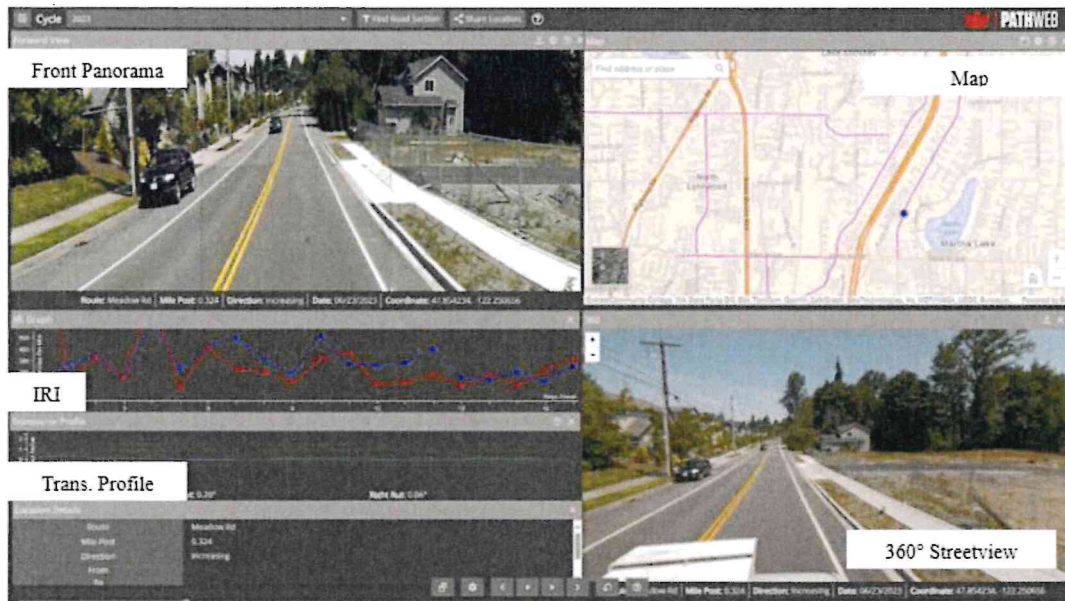 Cycle 2023 Find Road Section Share Location
PATHWEB
Forward View
Map
Front Panorama
Map
Find address or place
North Lynnwood
Martha Lake
Route: Meadow Rd Mile Post: 0.324 Direction: Increasing Date: 06/23/2023 Coordinate: 47.854234, -122.250656
IRI Graph
IRI
Transverse Profile
Trans. Profile
0.20" Right Rut: 0.06"
Location Details
Route Meadow Rd
Mile Post 0.324
Direction Increasing
From
To
360° Streetview
Mile Post: 0.324 Direction: Increasing Date: 06/23/2023 Coordinate: 47.854234, -122.250656